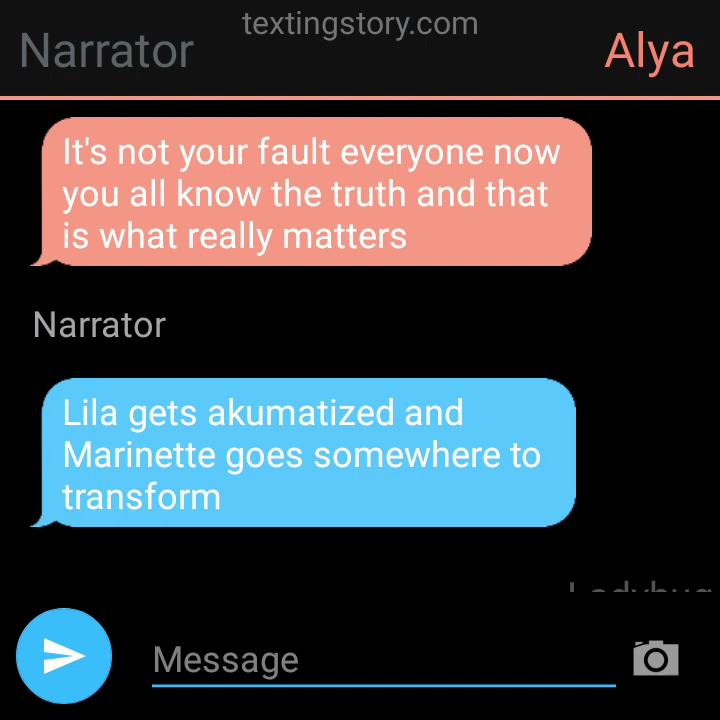 textingstory.com
Narrator
Alya
It's not your fault everyone now
you all know the truth and that
is what really matters
Narrator
Lila gets akumatized and
Marinette goes somewhere to
transform
Ladybug
Message